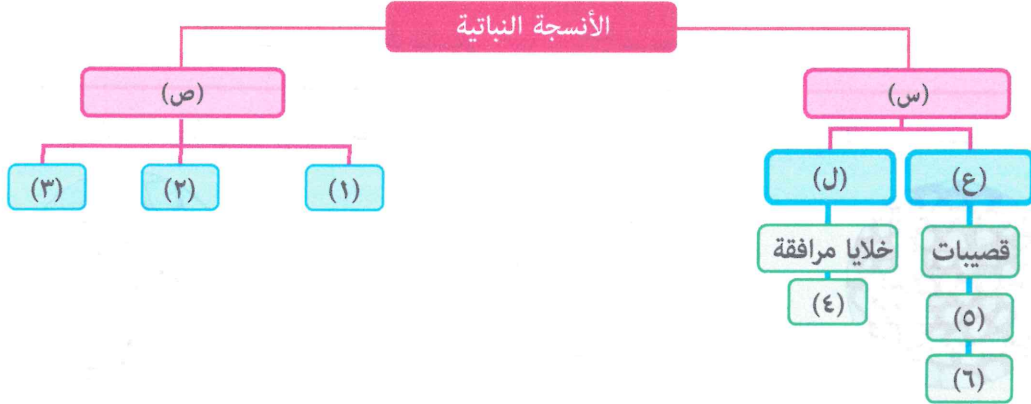 الأنسجة النباتية
(س)
(ص)
(ع)
(ل)
(١)
(٢)
(٣)
قصيبات
خلايا مرافقة
(٥)
(٤)
(٦)